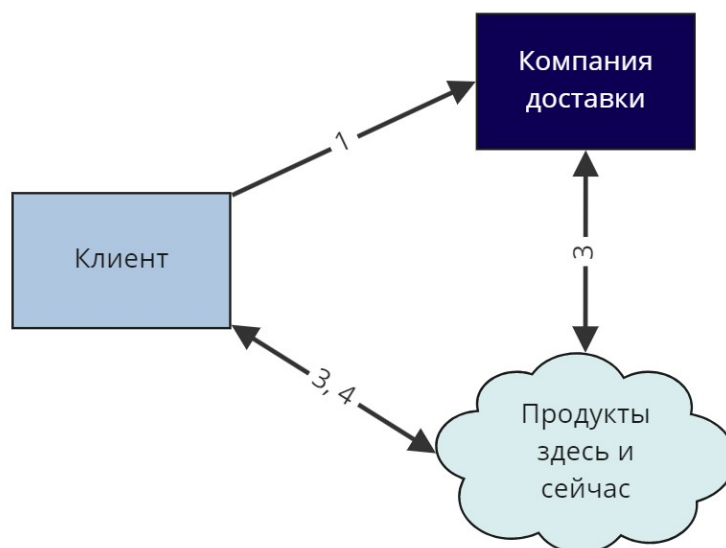 Компания
доставки
1
Клиент
3
3, 4
Продукты
здесь и
сейчас